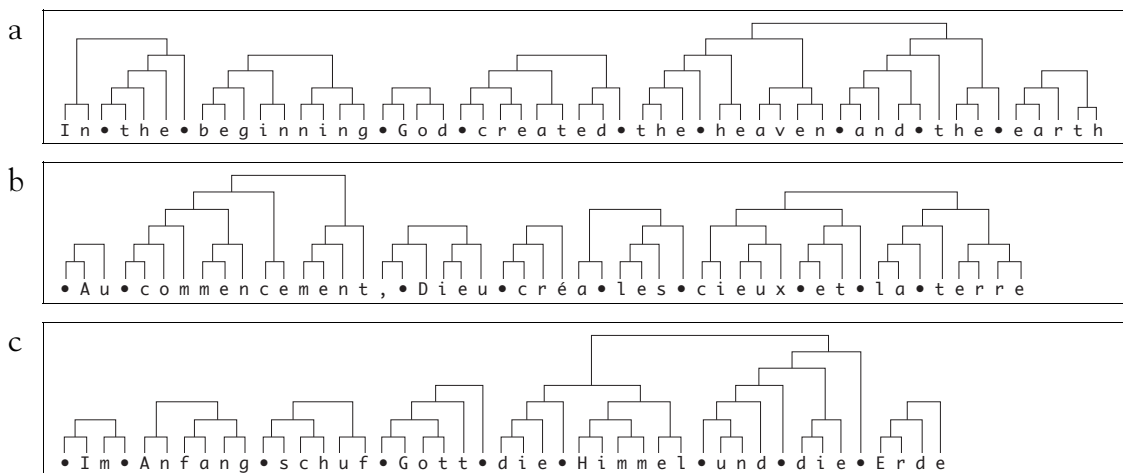 a
In•the•beginning•God•created•the•heaven•and•the•earth
b
•Au•commencement,•Dieu•créa•les•cieux•et•la•terre
c
•Im•Anfang•schuf•Gott•die•Himmel•und•die•Erde